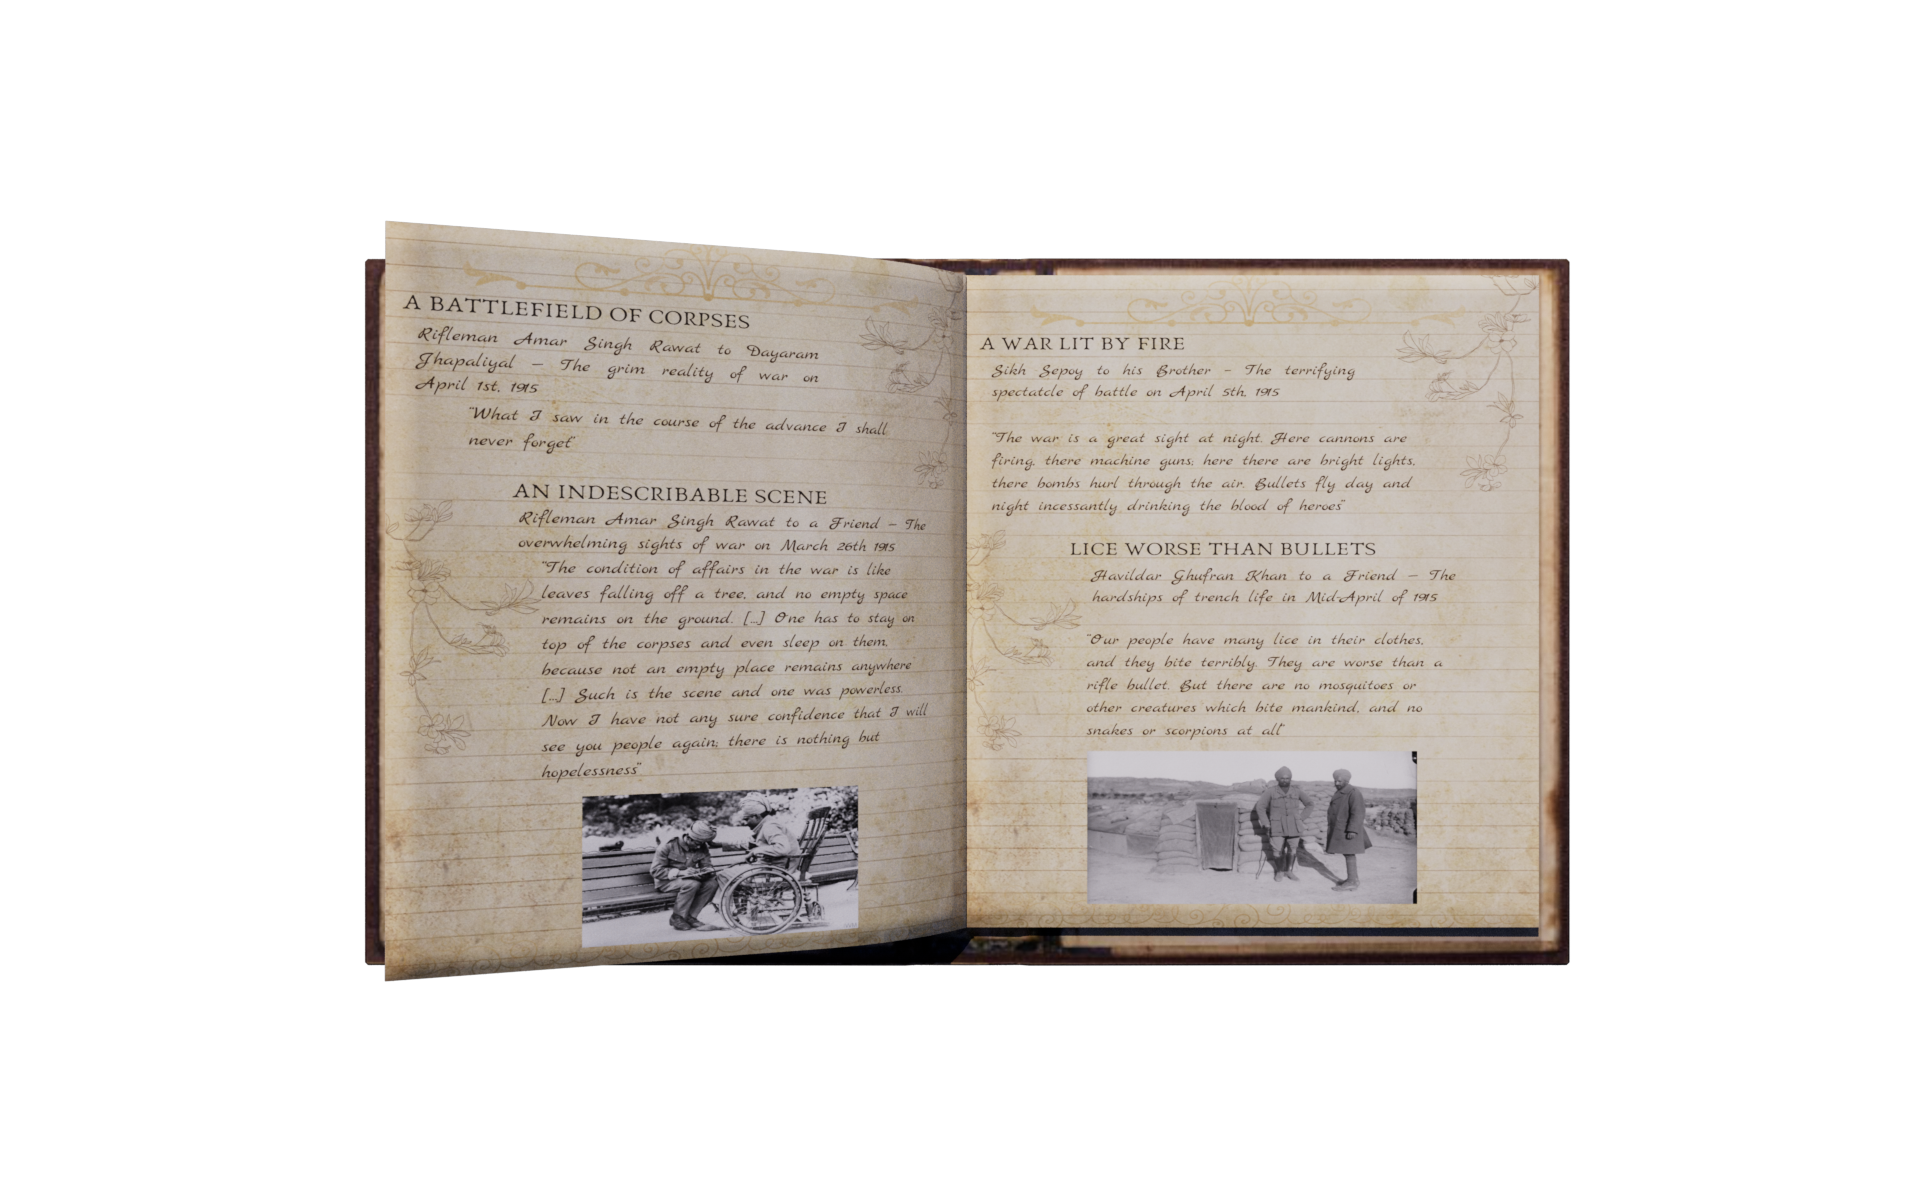 A BATTLEFIELD OF CORPSES
Rifleman Amar Singh Rawat to Dayaram
Jhapaliyal – The grim reality of war on
April 1st, 1915
"What I saw in the course of the advance I shall
never forget"
AN INDESCRIBABLE SCENE
Rifleman Amar Singh Rawat to a Friend – The
overwhelming sights of war on March 26th 1915
"The condition of affairs in the war is like
leaves falling off a tree, and no empty space
remains on the ground. [...] One has to stay on
top of the corpses and even sleep on them,
because not an empty place remains anywhere"
[...] Such is the scene and one was powerless.
Now I have not any sure confidence that I will
see you people again; there is nothing but
hopelessness"
A WAR LIT BY FIRE
Sikh Sepoy to his Brother – The terrifying
spectatcle of battle on April 5th, 1915
"The war is a great sight at night. Here cannons are
firing, there machine guns; here there are bright lights,
there bombs hurl through the air. Bullets fly day and
night incessantly drinking the blood of heroes"
LICE WORSE THAN BULLETS
Havildar Ghufran Khan to a Friend – The
hardships of trench life in Mid-April of 1915
"Our people have many lice in their clothes,
and they bite terribly. They are worse than a
rifle bullet. But there are no mosquitoes or
other creatures which bite mankind, and no
snakes or scorpions at all"